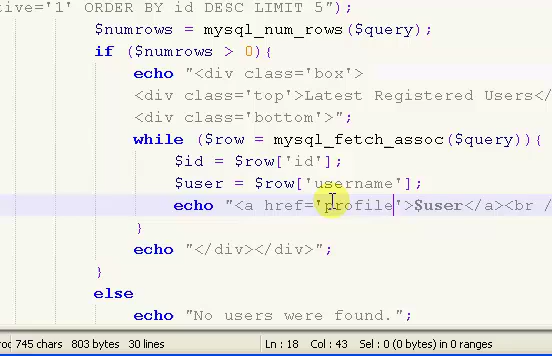 tive='1' ORDER BY id DESC LIMIT 5");
$numrows = mysql_num_rows($query);
if ($numrows > 0){
echo "<div class='box'>
<div class='top'>Latest Registered Users</
<div class='bottom'>";
while ($row = mysql_fetch_assoc($query)){
$id = $row['id'];
$user = $row['username'];
echo "<a href='profile'>$user</a><br /
}
echo "</div></div>";
}
else
echo "No users were found.";
745 chars 803 bytes 30 lines Ln : 18 Col : 43 Sel : 0 (0 bytes) in 0 ranges